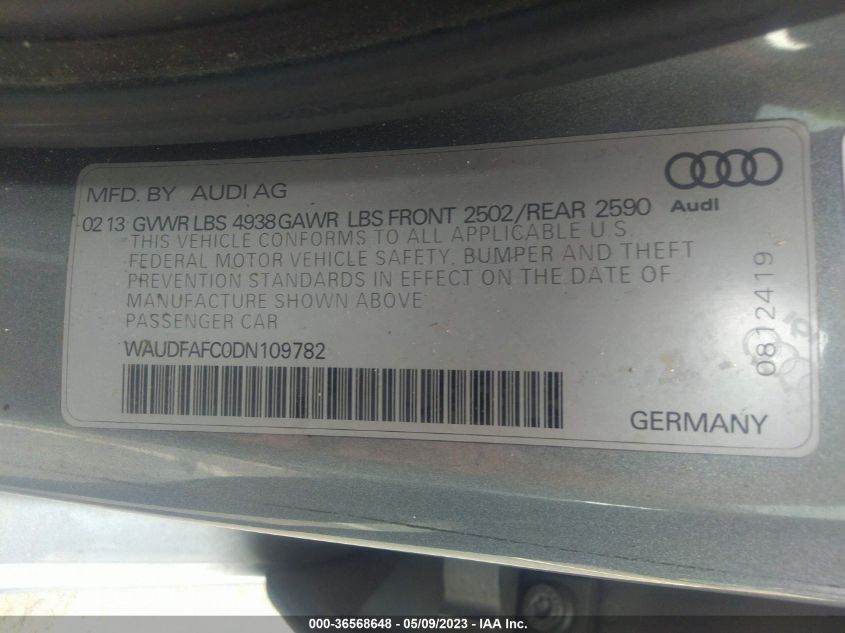 MFD. BY AUDI AG
Audi
02 13 GVWR LBS 4938 GAWR LBS FRONT 2502/REAR 2590
THIS VEHICLE CONFORMS TO ALL APPLICABLE U S
FEDERAL MOTOR VEHICLE SAFETY. BUMPER AND THEFT
PREVENTION STANDARDS IN EFFECT ON THE DATE OF
MANUFACTURE SHOWN ABOVE
PASSENGER CAR
WAUDFAFC0DN109782
0812419
GERMANY
000-36568648 - 05/09/2023 - IAA Inc.